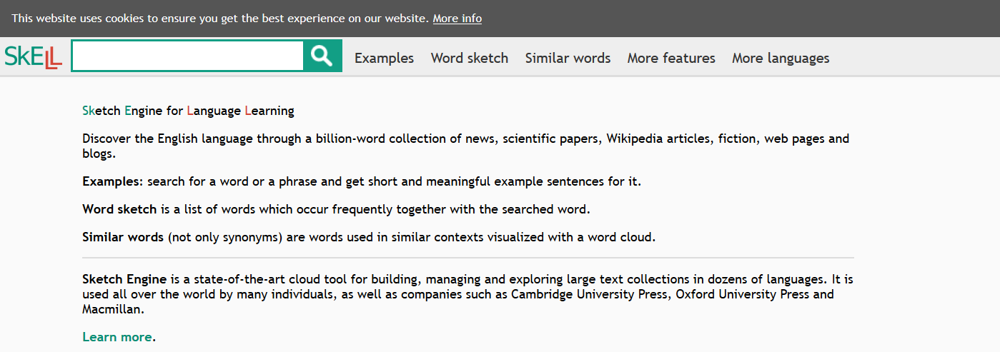 This website uses cookies to ensure you get the best experience on our website. More info
SkELL
Examples Word sketch Similar words More features More languages
Sketch Engine for Language Learning
Discover the English language through a billion-word collection of news, scientific papers, Wikipedia articles, fiction, web pages and
blogs.
Examples: search for a word or a phrase and get short and meaningful example sentences for it.
Word sketch is a list of words which occur frequently together with the searched word.
Similar words (not only synonyms) are words used in similar contexts visualized with a word cloud.
Sketch Engine is a state-of-the-art cloud tool for building, managing and exploring large text collections in dozens of languages. It is
used all over the world by many individuals, as well as companies such as Cambridge University Press, Oxford University Press and
Macmillan.
Learn more.